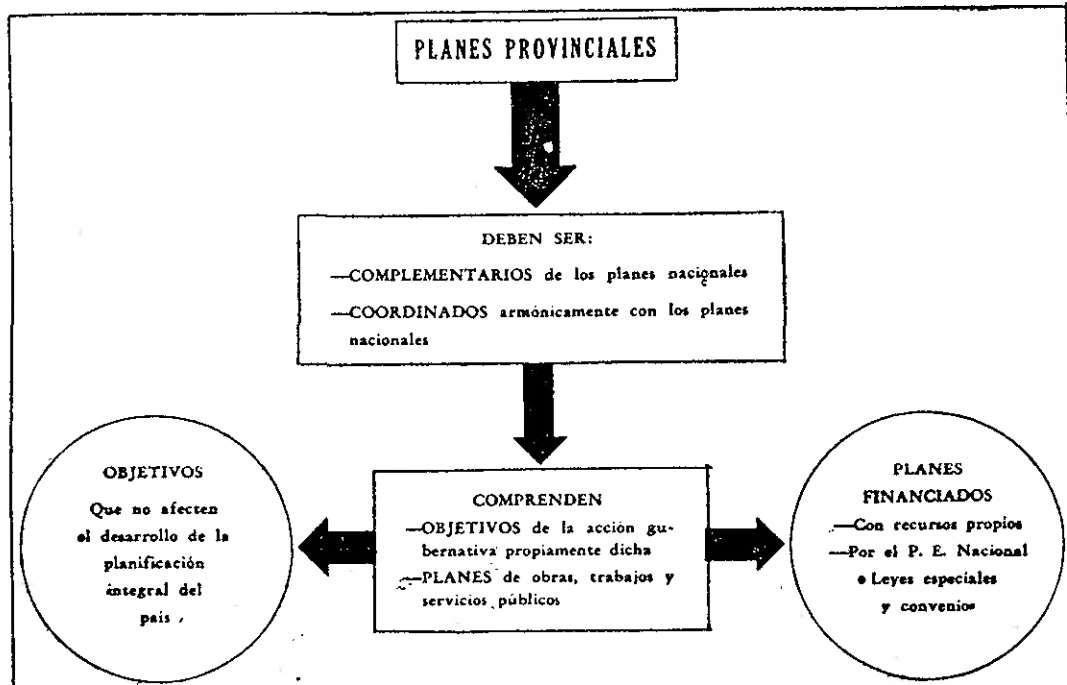 PLANES PROVINCIALES
DEBEN SER:
—COMPLEMENTARIOS de los planes nacionales
—COORDINADOS armónicamente con los planes
nacionales
OBJETIVOS
Que no afecten
el desarrollo de la
planificación
integral del
país
COMPRENDEN
—OBJETIVOS de la acción gu-
bernativa propiamente dicha
—PLANES de obras, trabajos y
servicios públicos
PLANES
FINANCIADOS
—Con recursos propios
—Por el P. E. Nacional
• Leyes especiales
y convenios